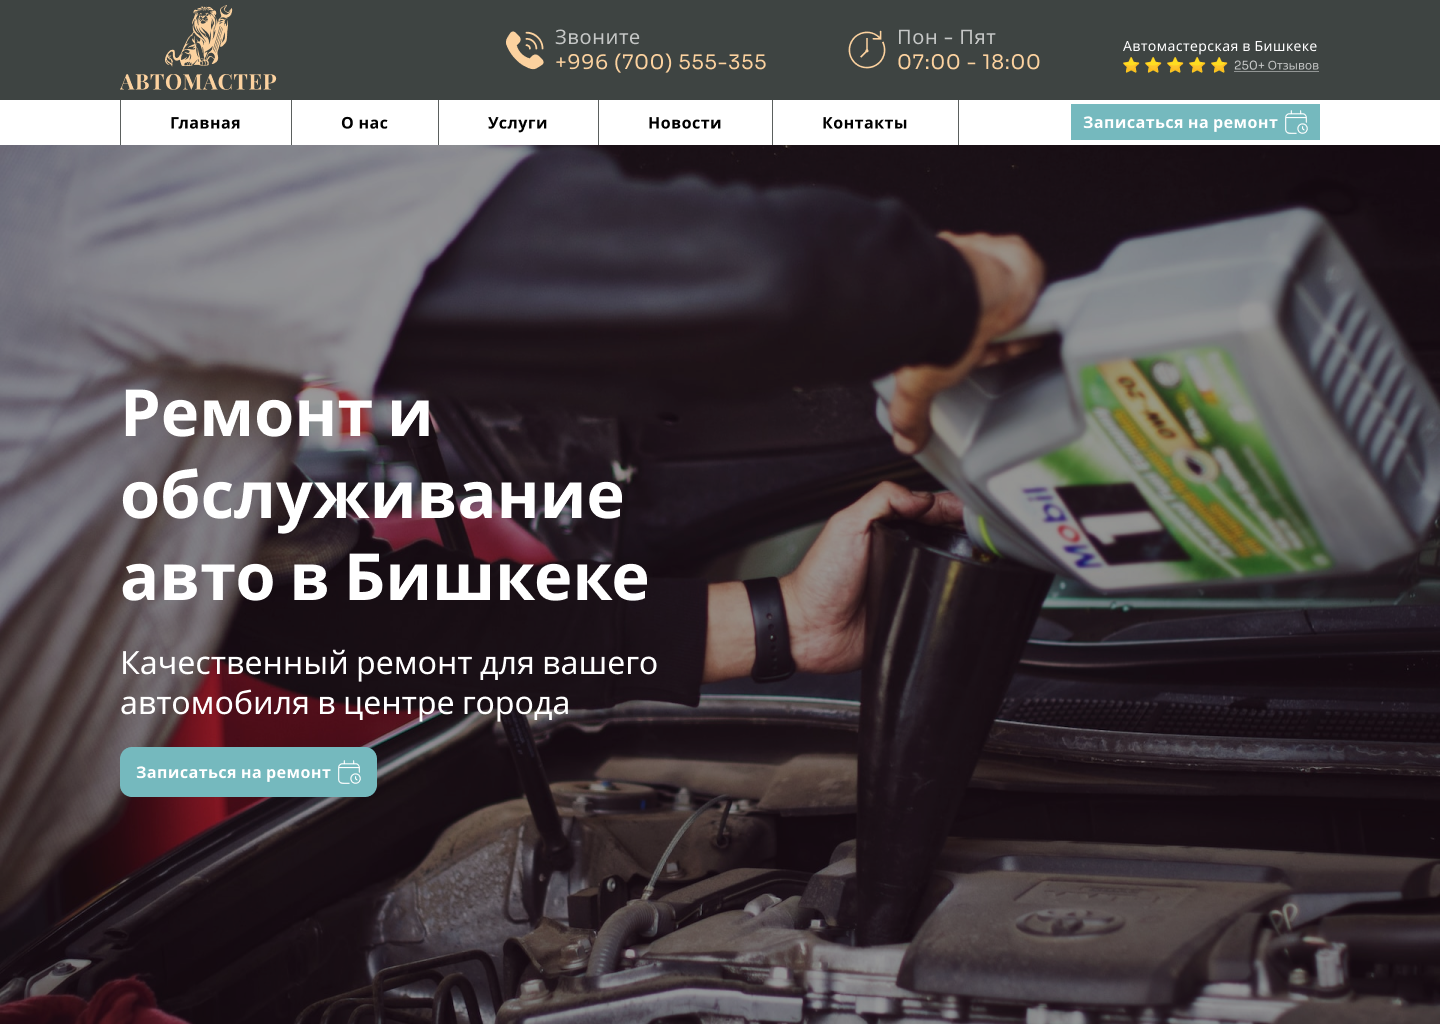 АВТОМАСТЕР
Звоните
+996 (700) 555-355
Пон - Пят
07:00 - 18:00
Автомастерская в Бишкеке
250+ Отзывов
Главная
О нас
Услуги
Новости
Контакты
Записаться на ремонт
Ремонт и
обслуживание
авто в Бишкеке
Качественный ремонт для вашего
автомобиля в центре города
Записаться на ремонт
0W-20
Mobil
1